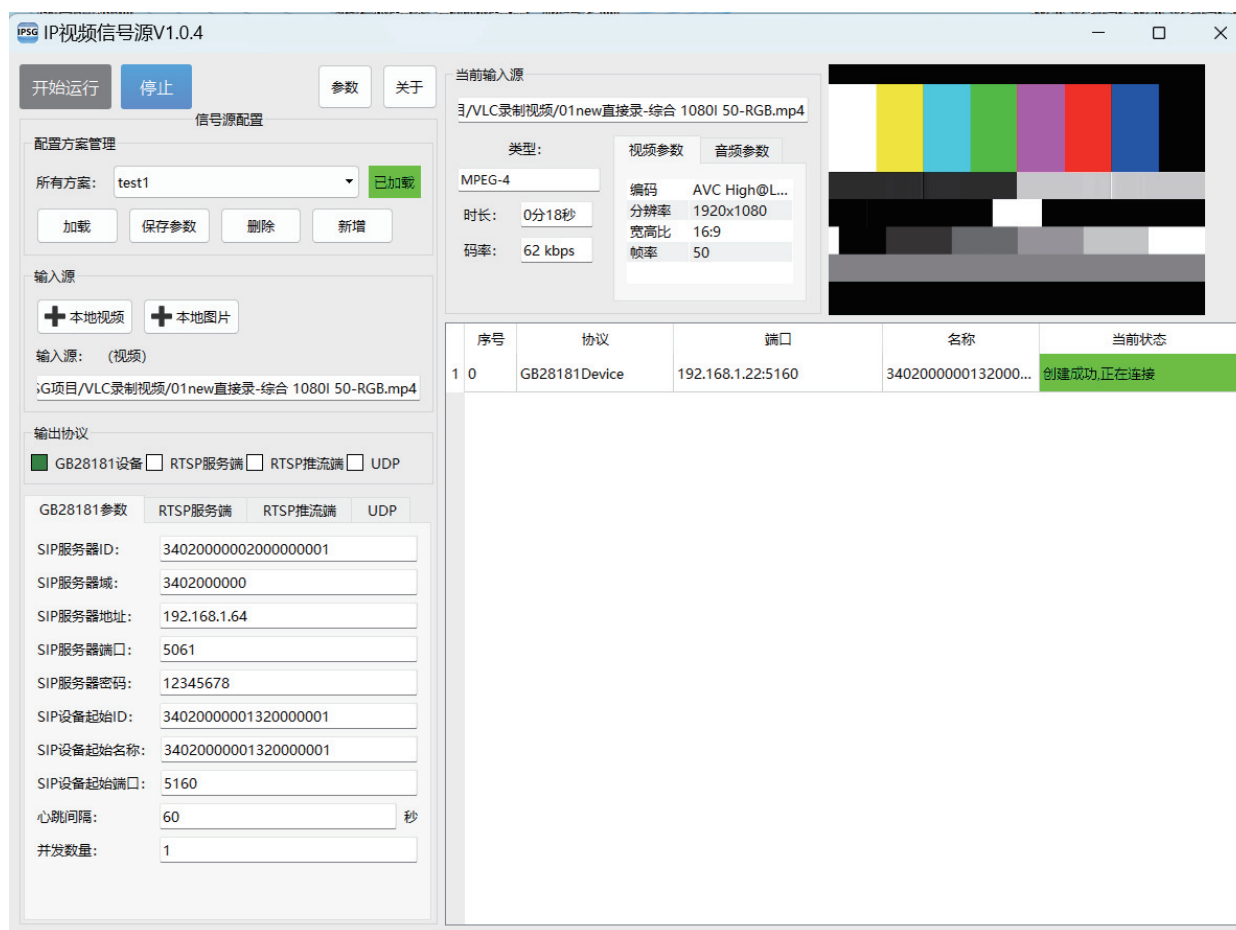 IPSG IP视频信号源V1.0.4
开始运行 停止 参数 关于
信号源配置
配置方案管理
所有方案: test1 已加载
加载 保存参数 删除 新增
输入源
本地视频 本地图片
输入源: (视频)
G项目/VLC录制视频/01new直接录-综合 1080I 50-RGB.mp4
输出协议
GB28181设备 RTSP服务端 RTSP推流端 UDP
GB28181参数 RTSP服务端 RTSP推流端 UDP
SIP服务器ID: 34020000002000000001
SIP服务器域: 3402000000
SIP服务器地址: 192.168.1.64
SIP服务器端口: 5061
SIP服务器密码: 12345678
SIP设备起始ID: 34020000001320000001
SIP设备起始名称: 34020000001320000001
SIP设备起始端口: 5160
心跳间隔: 60 秒
并发数量: 1
当前输入源
/VLC录制视频/01new直接录-综合 1080I 50-RGB.mp4
类型:
MPEG-4
时长: 0分18秒
码率: 62 kbps
视频参数 音频参数
编码 AVC High@L...
分辨率 1920x1080
宽高比 16:9
帧率 50
序号 协议 端口 名称 当前状态
1 0 GB28181Device 192.168.1.22:5160 3402000000132000... 创建成功,正在连接